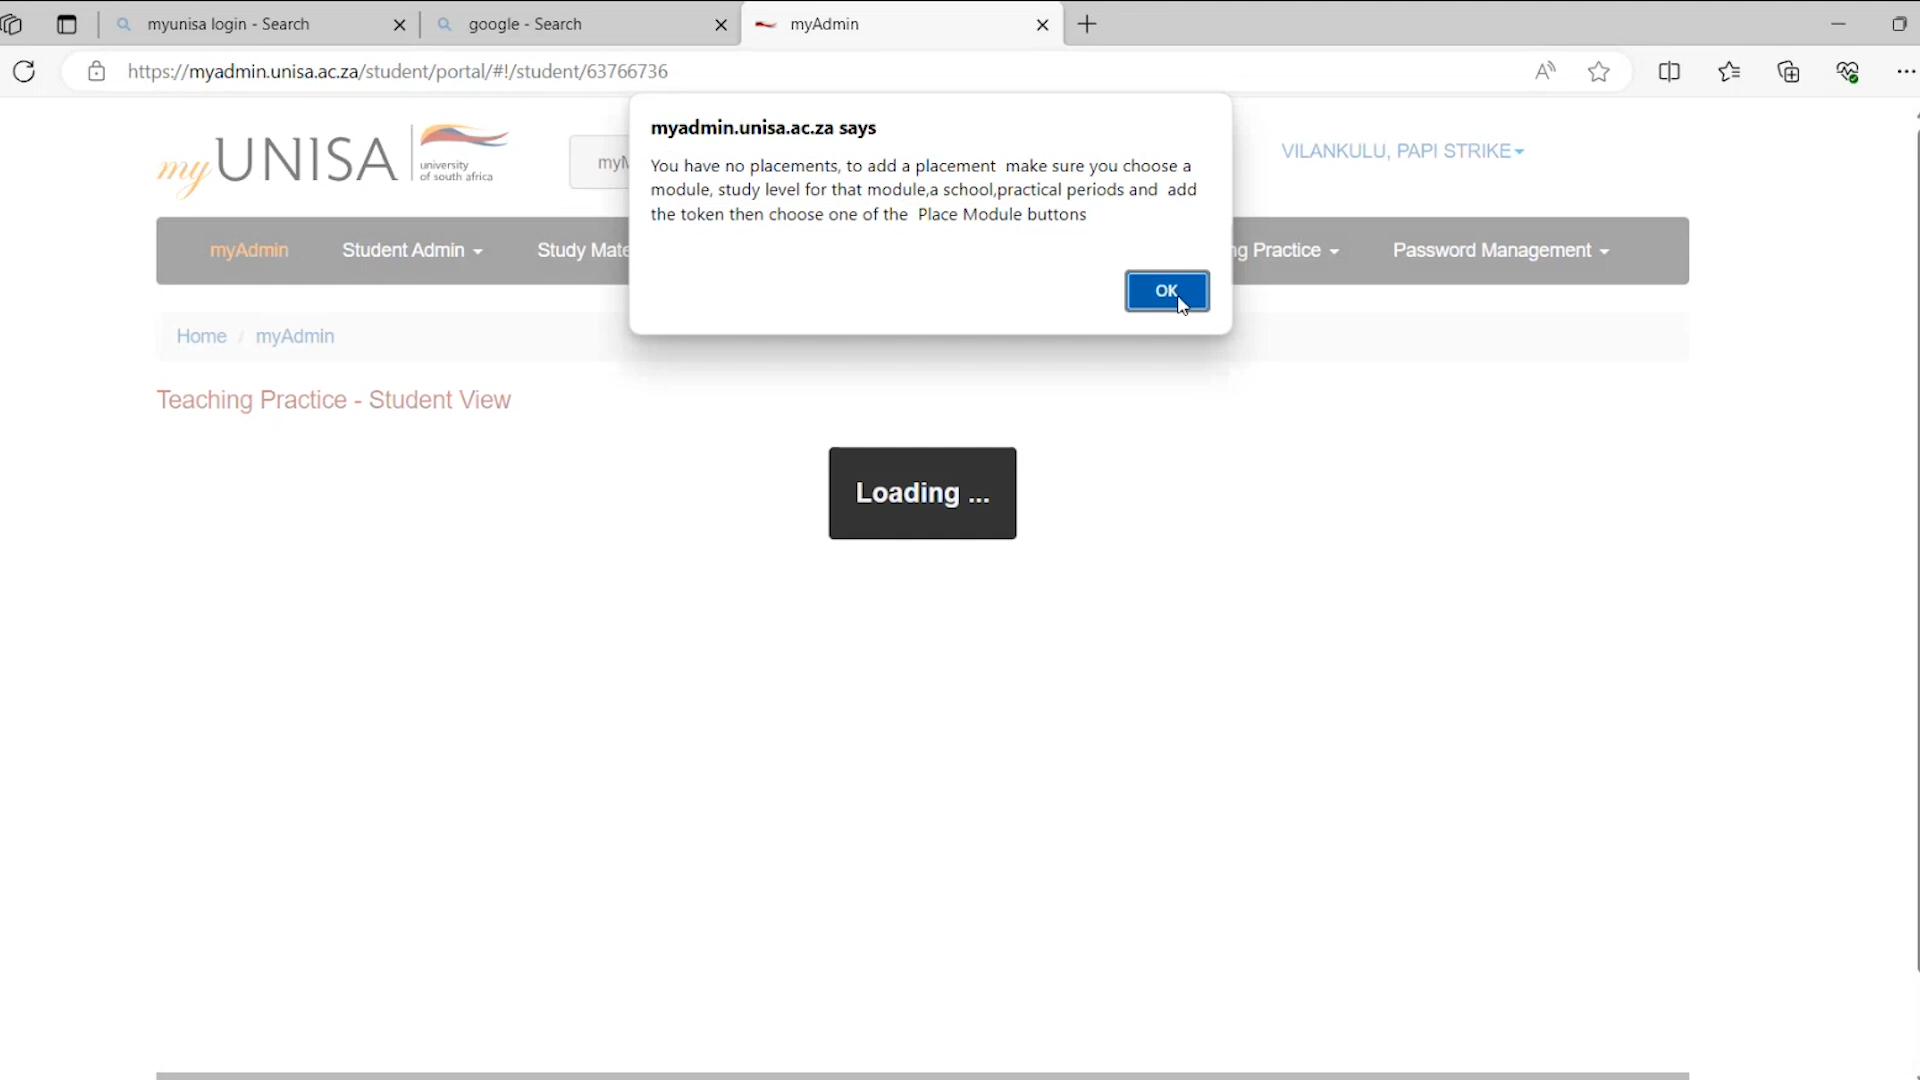 myunisa login - Search
google - Search
myAdmin
https://myadmin.unisa.ac.za/student/portal/#!/student/63766736
myadmin.unisa.ac.za says
You have no placements, to add a placement make sure you choose a
module, study level for that module,a school,practical periods and add
the token then choose one of the Place Module buttons
OK
my UNISA
university
of south africa
VILANKULU, PAPI STRIKE
myAdmin
Student Admin
Study Mate
ng Practice
Password Management
Home / myAdmin
Teaching Practice - Student View
Loading ...